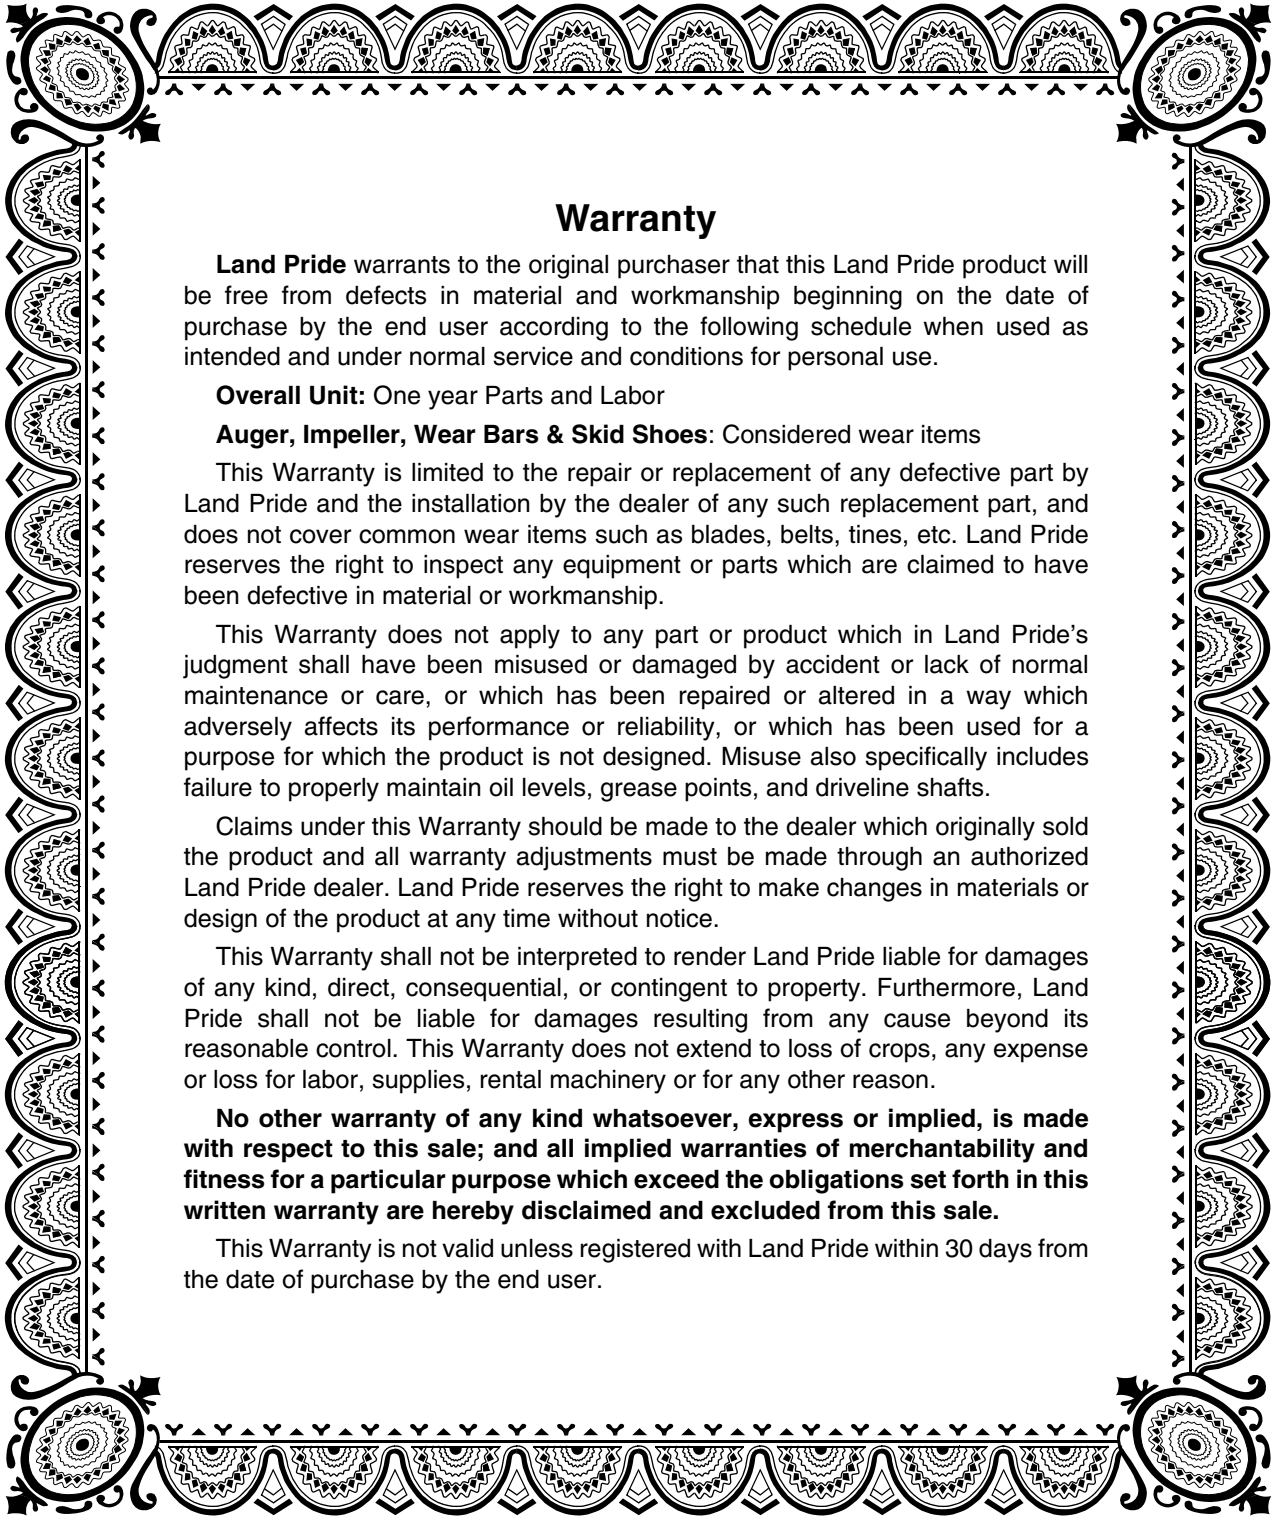 Warranty
Land Pride warrants to the original purchaser that this Land Pride product will
be free from defects in material and workmanship beginning on the date of
purchase by the end user according to the following schedule when used as
intended and under normal service and conditions for personal use.
Overall Unit: One year Parts and Labor
Auger, Impeller, Wear Bars & Skid Shoes: Considered wear items
This Warranty is limited to the repair or replacement of any defective part by
Land Pride and the installation by the dealer of any such replacement part, and
does not cover common wear items such as blades, belts, tines, etc. Land Pride
reserves the right to inspect any equipment or parts which are claimed to have
been defective in material or workmanship.
This Warranty does not apply to any part or product which in Land Pride’s
judgment shall have been misused or damaged by accident or lack of normal
maintenance or care, or which has been repaired or altered in a way which
adversely affects its performance or reliability, or which has been used for a
purpose for which the product is not designed. Misuse also specifically includes
failure to properly maintain oil levels, grease points, and driveline shafts.
Claims under this Warranty should be made to the dealer which originally sold
the product and all warranty adjustments must be made through an authorized
Land Pride dealer. Land Pride reserves the right to make changes in materials or
design of the product at any time without notice.
This Warranty shall not be interpreted to render Land Pride liable for damages
of any kind, direct, consequential, or contingent to property. Furthermore, Land
Pride shall not be liable for damages resulting from any cause beyond its
reasonable control. This Warranty does not extend to loss of crops, any expense
or loss for labor, supplies, rental machinery or for any other reason.
No other warranty of any kind whatsoever, express or implied, is made
with respect to this sale; and all implied warranties of merchantability and
fitness for a particular purpose which exceed the obligations set forth in this
written warranty are hereby disclaimed and excluded from this sale.
This Warranty is not valid unless registered with Land Pride within 30 days from
the date of purchase by the end user.